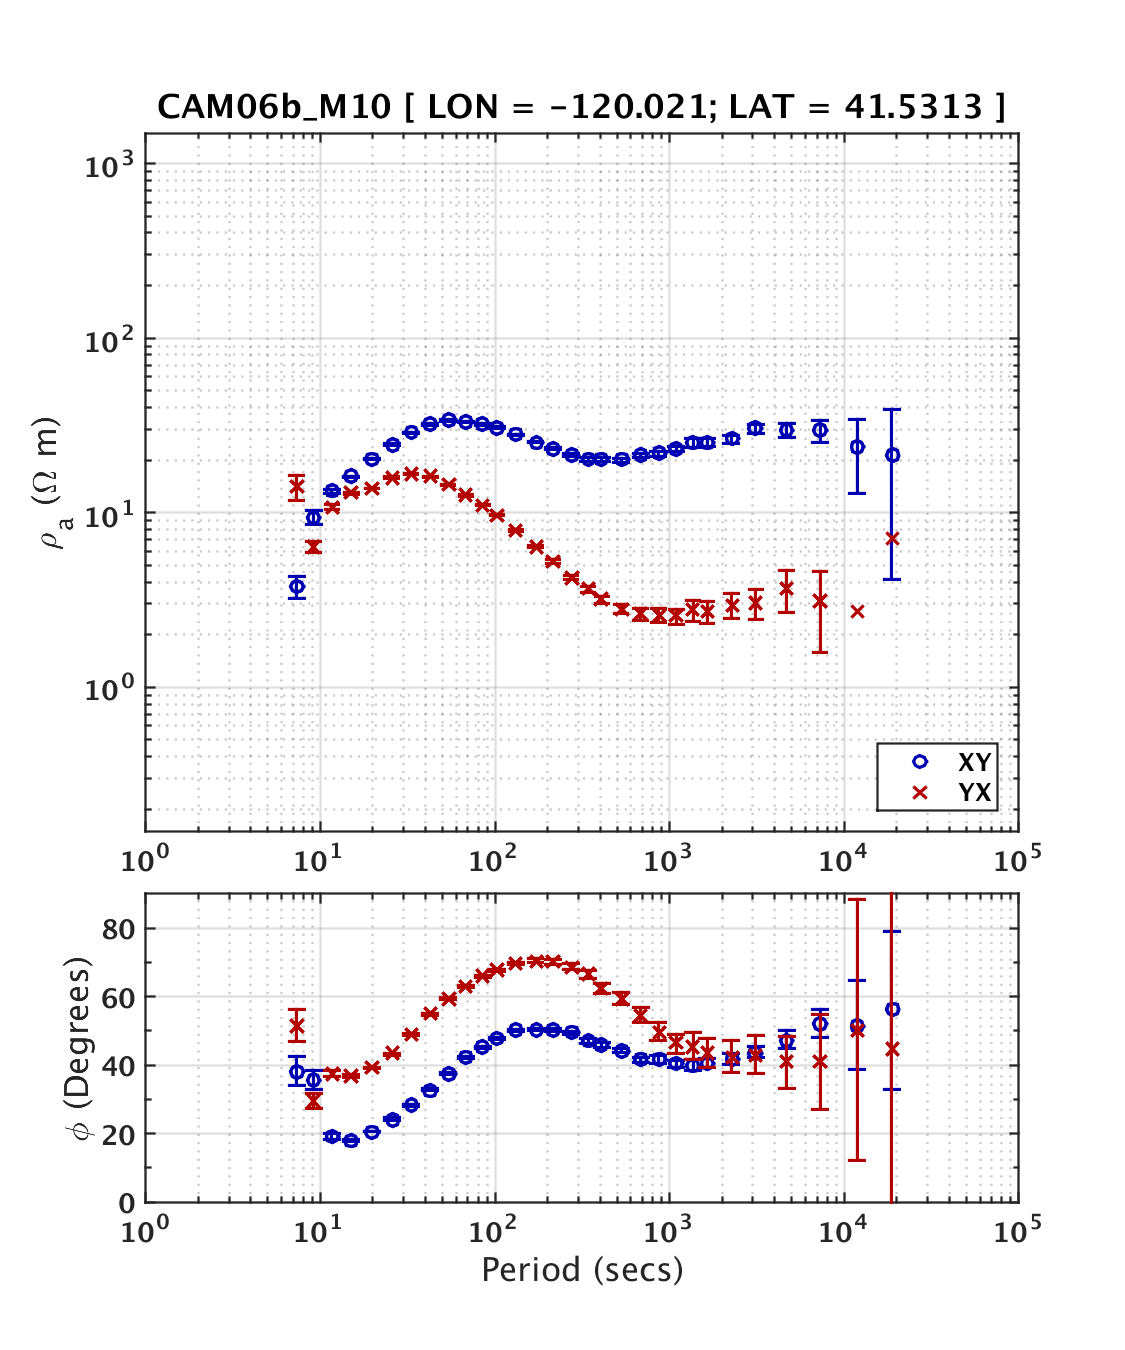 CAM06b_M10 [ LON = −120.021; LAT = 41.5313 ]
10³
10²
10¹
10⁰
ρₐ (Ω m)
XY
YX
10⁰ 10¹ 10² 10³ 10⁴ 10⁵
80
60
40
20
0
ϕ (Degrees)
10⁰ 10¹ 10² 10³ 10⁴ 10⁵
Period (secs)